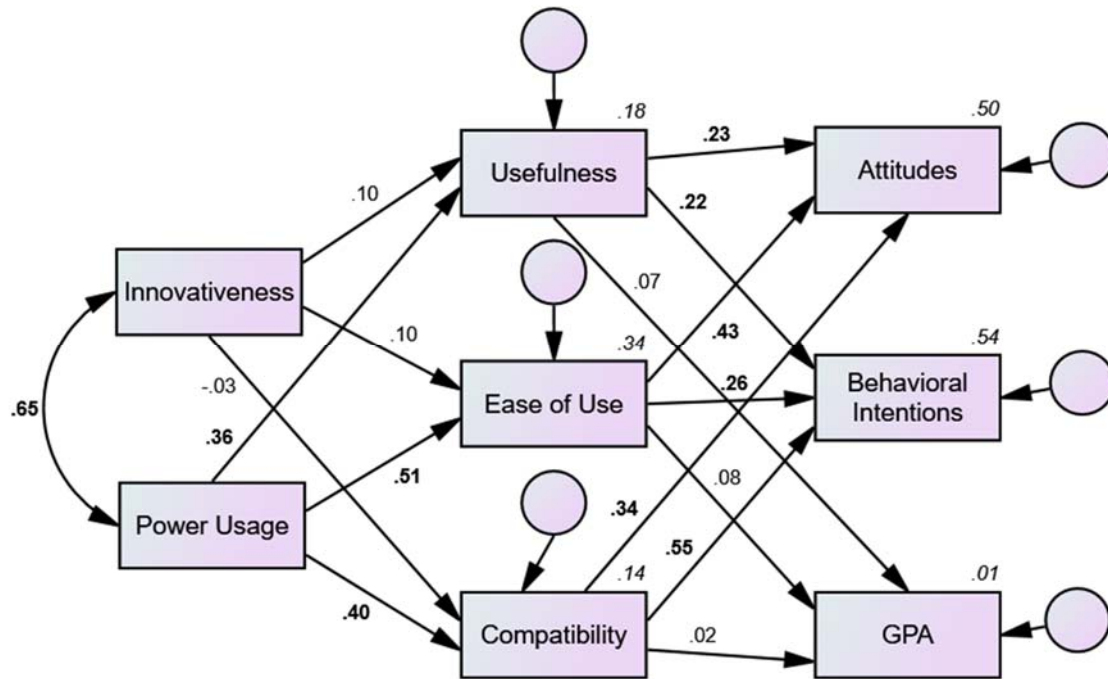 .18
.50
Usefulness
.23
Attitudes
.10
.22
.07
Innovativeness
.10
.34
.43
.54
-.03
Ease of Use
.26
Behavioral
Intentions
.65
.36
.51
.08
Power Usage
.34
.55
.14
.01
.40
Compatibility
.02
GPA